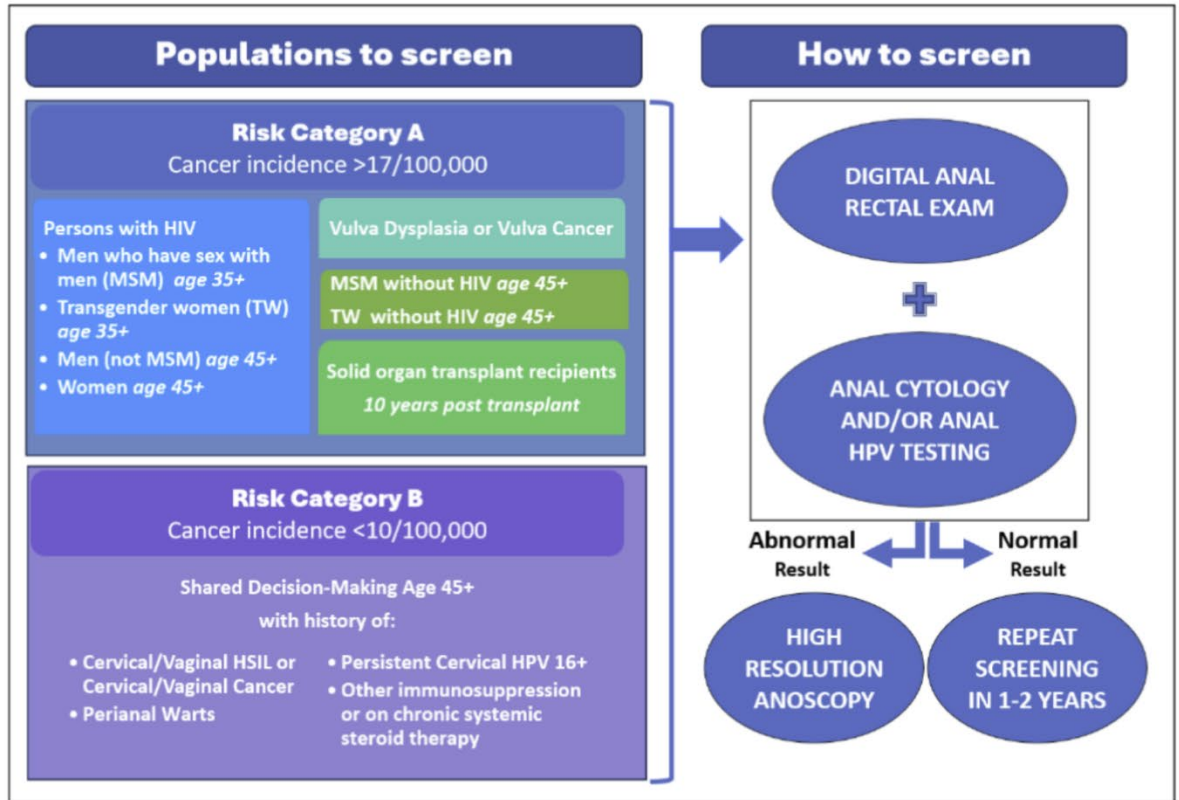 Populations to screen
Risk Category A
Cancer incidence >17/100,000
Persons with HIV
• Men who have sex with
men (MSM) age 35+
• Transgender women (TW)
age 35+
• Men (not MSM) age 45+
• Women age 45+
Vulva Dysplasia or Vulva Cancer
MSM without HIV age 45+
TW without HIV age 45+
Solid organ transplant recipients
10 years post transplant
Risk Category B
Cancer incidence <10/100,000
Shared Decision-Making Age 45+
with history of:
• Cervical/Vaginal HSIL or
Cervical/Vaginal Cancer
• Perianal Warts
• Persistent Cervical HPV 16+
• Other immunosuppression
or on chronic systemic
steroid therapy
How to screen
DIGITAL ANAL
RECTAL EXAM
ANAL CYTOLOGY
AND/OR ANAL
HPV TESTING
Abnormal
Result
Normal
Result
HIGH
RESOLUTION
ANOSCOPY
REPEAT
SCREENING
IN 1-2 YEARS